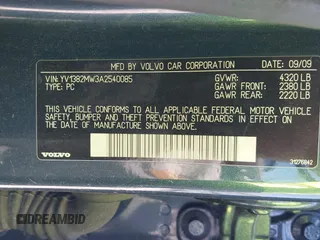 MFD BY VOLVO CAR CORPORATION 09/09
VIN: YV1382MW3A2540085 GVWR: 4320 LB
TYPE: PC GAWR FRONT: 2380 LB
GAWR REAR: 2220 LB
THIS VEHICLE CONFORMS TO ALL APPLICABLE FEDERAL MOTOR VEHICLE
SAFETY, BUMPER AND THEFT PREVENTION STANDARDS IN EFFECT ON
THE DATE OF MANUFACTURE SHOWN ABOVE.
VOLVO
31276842
DREAMBID